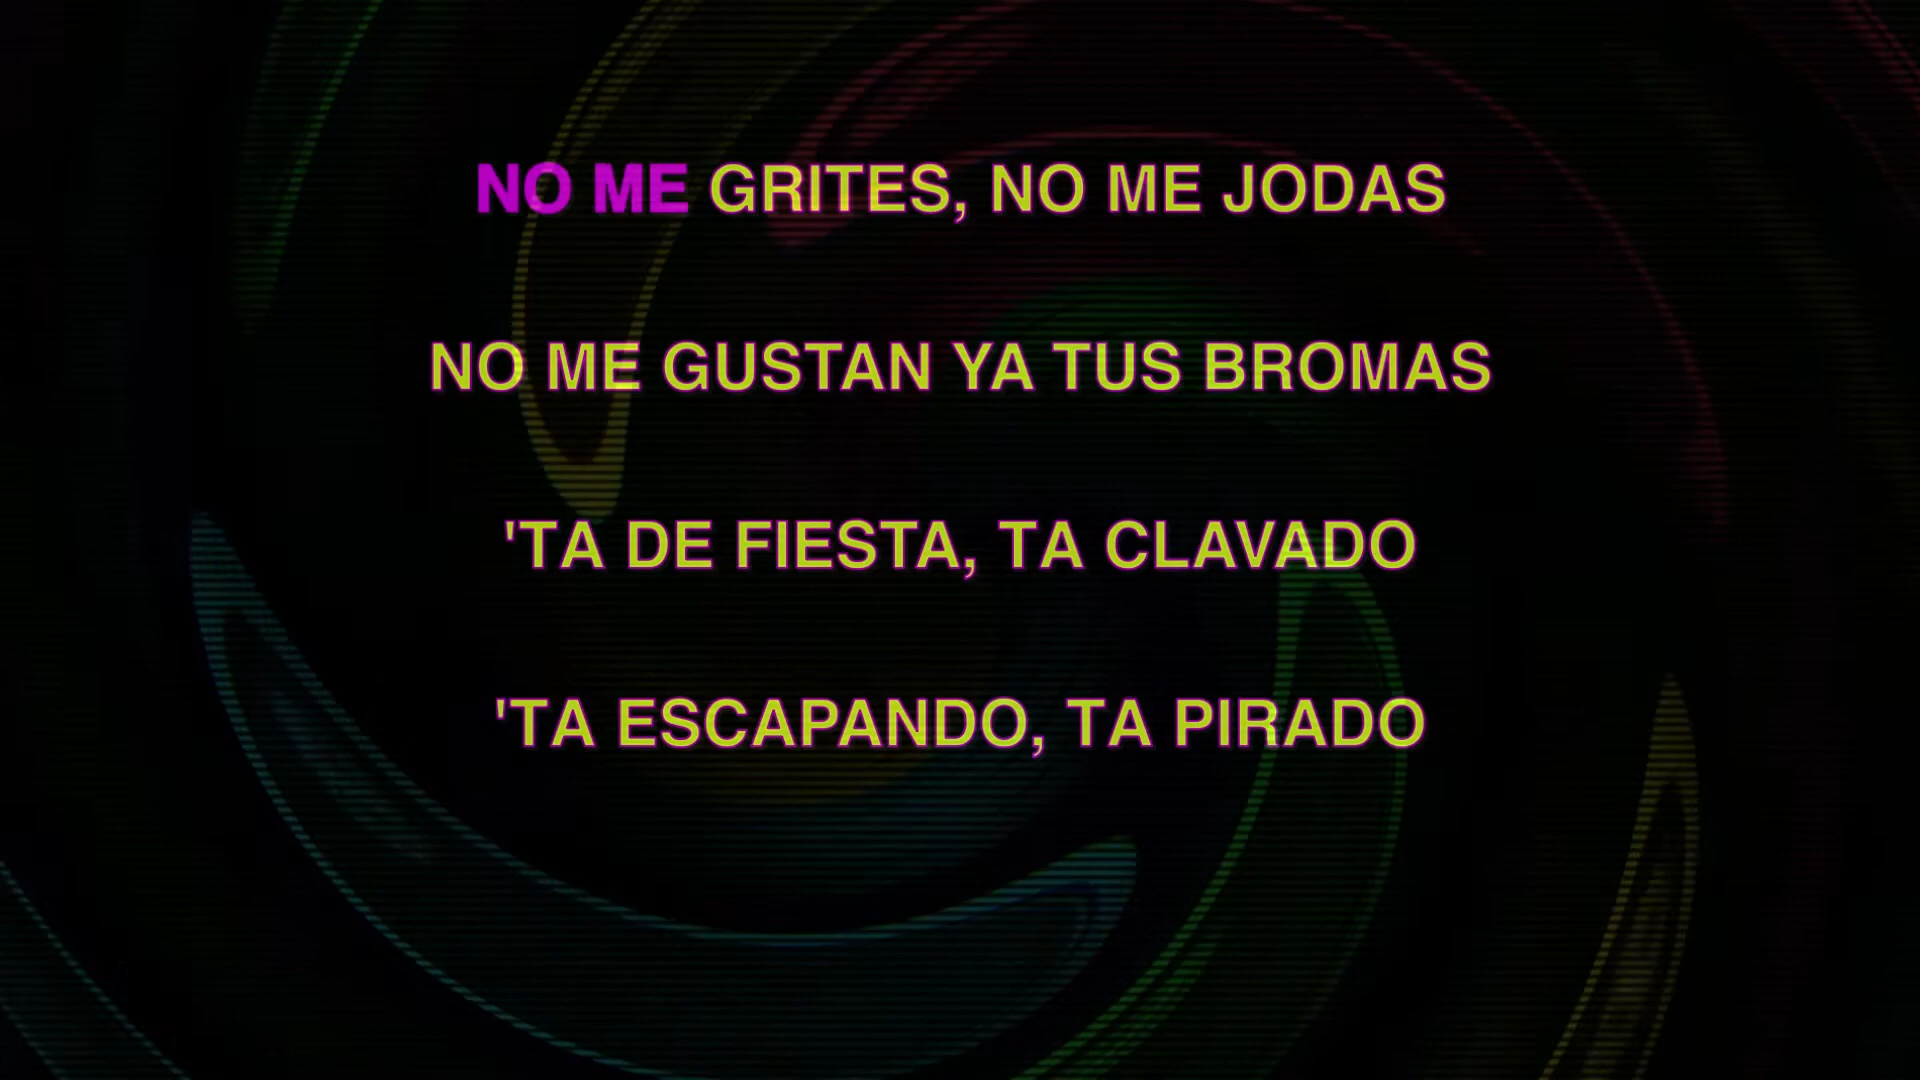 NO ME GRITES, NO ME JODAS
NO ME GUSTAN YA TUS BROMAS
'TA DE FIESTA, TA CLAVADO
'TA ESCAPANDO, TA PIRADO